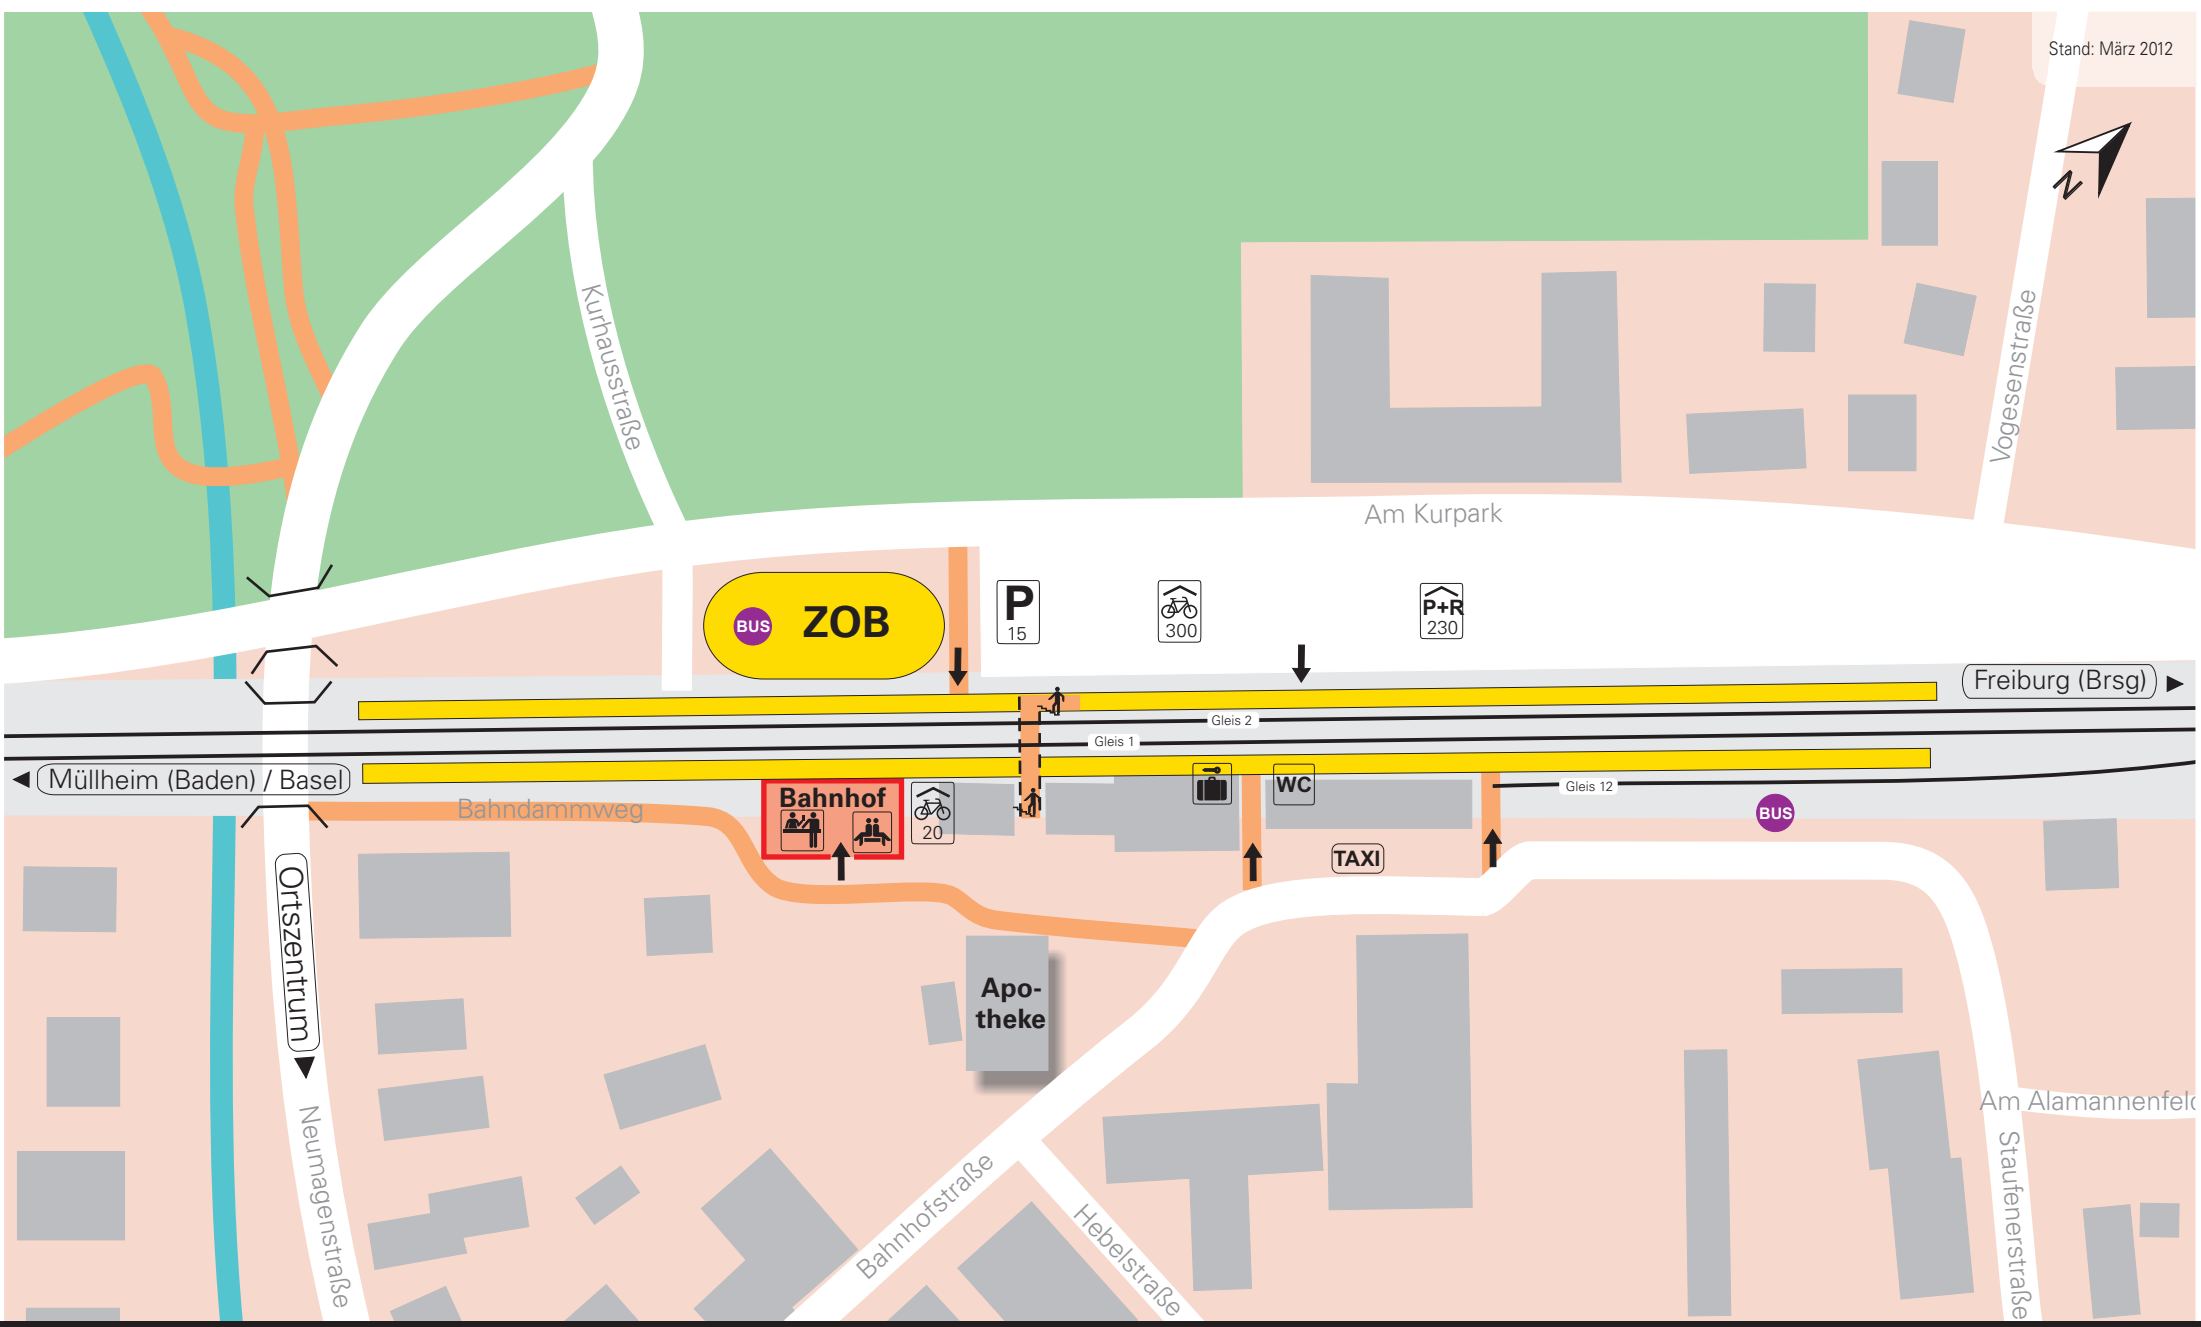 Stand: März 2012
N
Kurhausstraße
Vogesenstraße
Am Kurpark
BUS ZOB
P
15
300
P+R
230
Freiburg (Brsg)
Gleis 2
Gleis 1
Müllheim (Baden) / Basel
Gleis 12
Bahndammweg
Bahnhof
20
WC
BUS
TAXI
Ortszentrum
Apo-
theke
Neumagenstraße
Bahnhofstraße
Hebelstraße
Am Alamannenfeld
Staufenerstraße